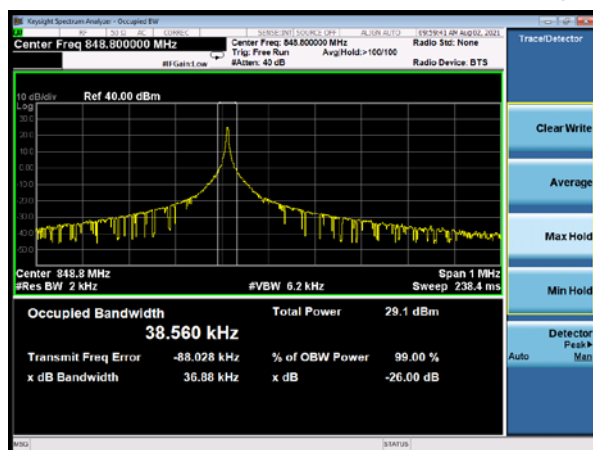 Keysight Spectrum Analyzer - Occupied BW
RF 50 Ω AC CORREC SENSE:INT SOURCE OFF ALIGN AUTO 09:59:41 AM Aug 02, 2021
Center Freq 848.800000 MHz
Center Freq: 848.800000 MHz
Radio Std: None
Trig: Free Run Avg|Hold:>100/100
#IFGain:Low #Atten: 40 dB Radio Device: BTS
Trace/Detector
10 dB/div Ref 40.00 dBm
Log
30.0
20.0
10.0
0.00
-10.0
-20.0
-30.0
-40.0
-50.0
Center 848.8 MHz Span 1 MHz
#Res BW 2 kHz #VBW 6.2 kHz Sweep 238.4 ms
Occupied Bandwidth Total Power 29.1 dBm
38.560 kHz
Transmit Freq Error -88.028 kHz % of OBW Power 99.00 %
x dB Bandwidth 36.88 kHz x dB -26.00 dB
Clear Write
Average
Max Hold
Min Hold
Detector
Peak▶
Auto Man
MSG STATUS